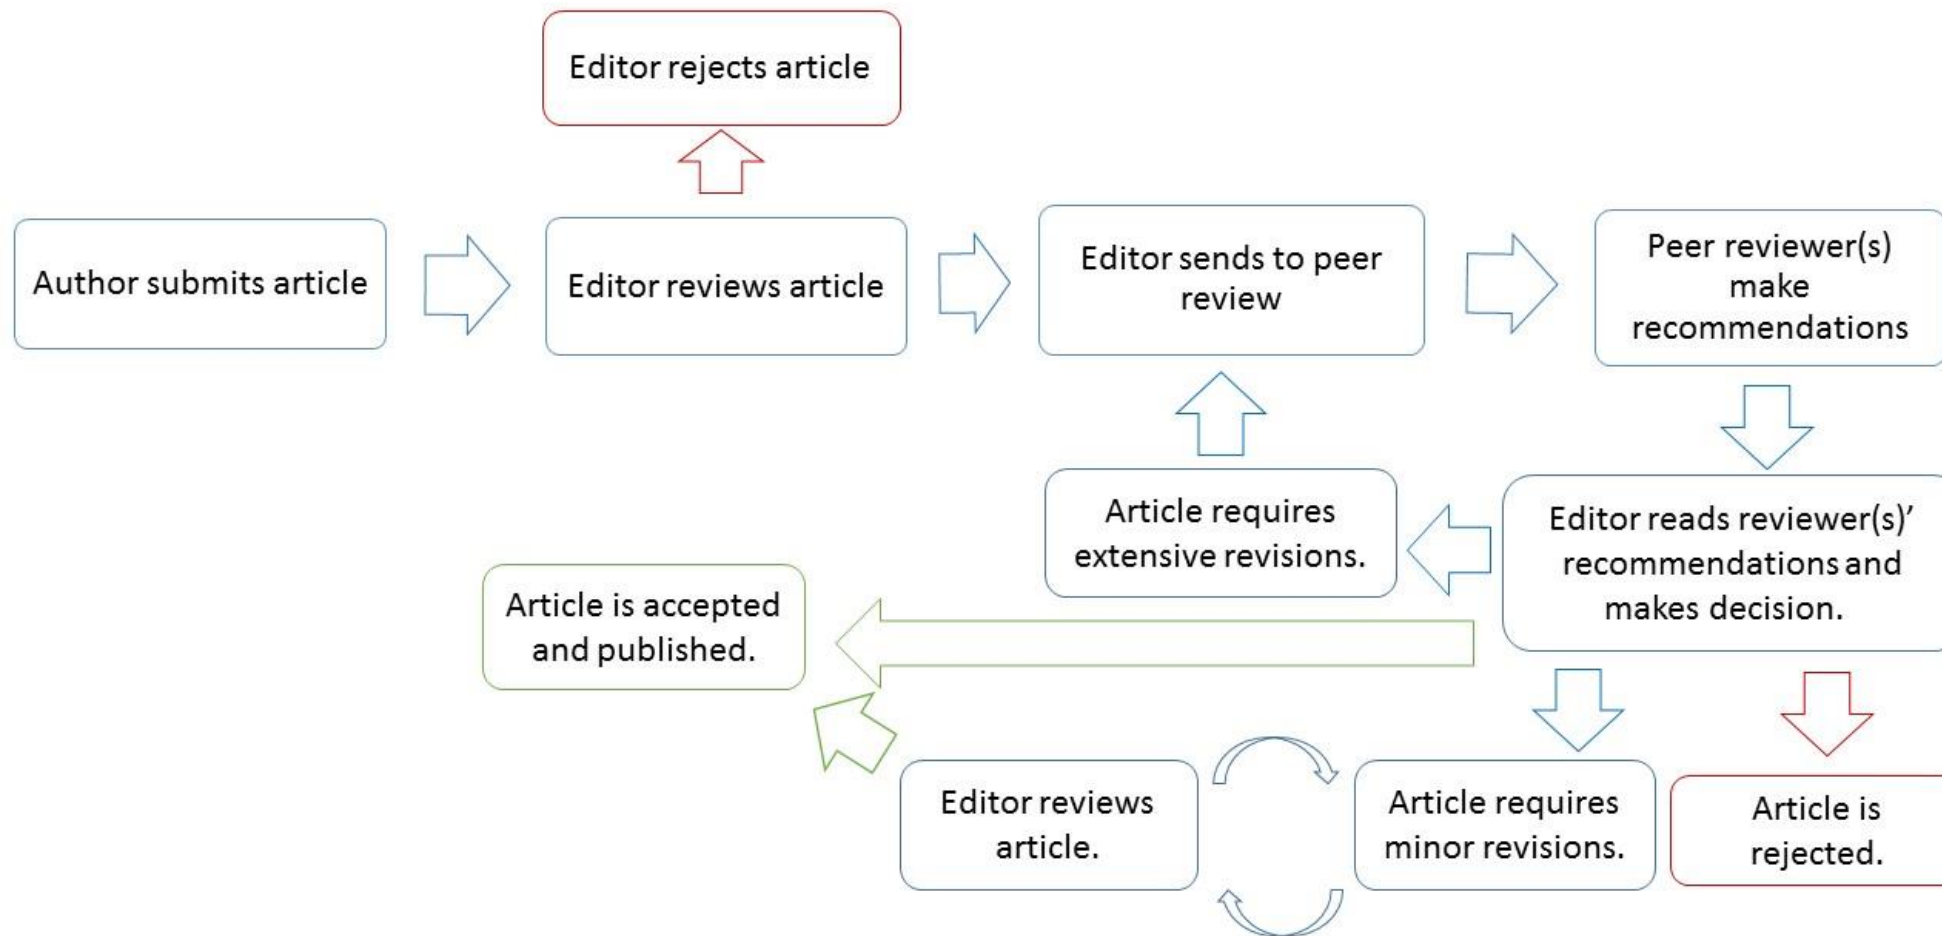 Editor rejects article
Author submits article
Editor reviews article
Editor sends to peer
review
Peer reviewer(s)
make
recommendations
Article requires
extensive revisions.
Editor reads reviewer(s)’
recommendations and
makes decision.
Article is accepted
and published.
Editor reviews
article.
Article requires
minor revisions.
Article is
rejected.